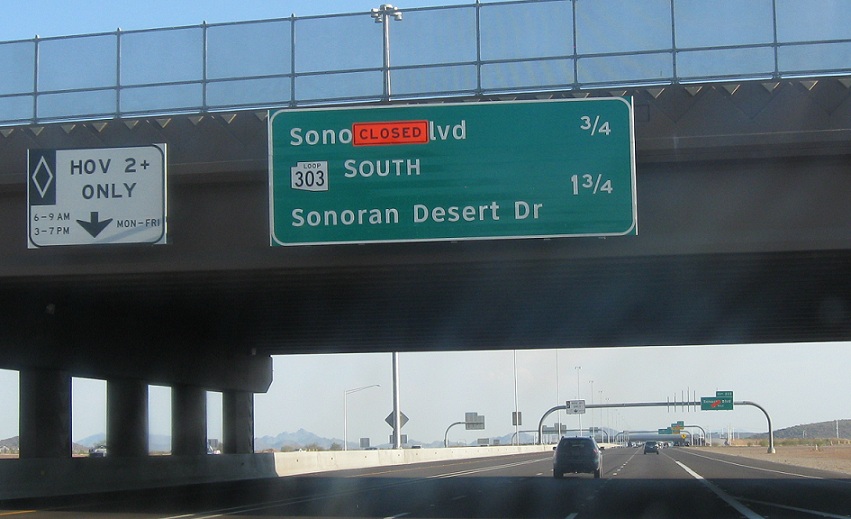 HOV 2+
ONLY
6-9 AM
3-7 PM
MON-FRI
Sono CLOSED lvd 3/4
LOOP
303
SOUTH
1 3/4
Sonoran Desert Dr